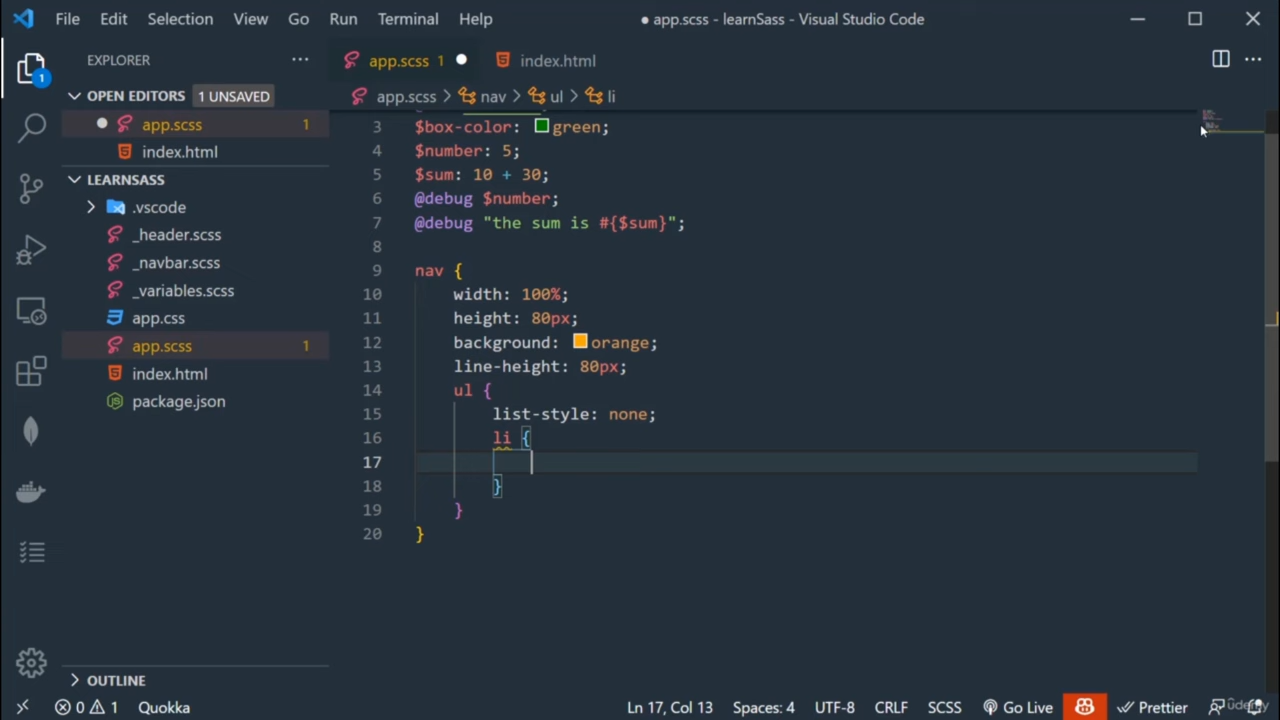 File Edit Selection View Go Run Terminal Help ● app.scss - learnSass - Visual Studio Code
EXPLORER ··· app.scss 1 ● index.html ···
1
OPEN EDITORS 1 UNSAVED
app.scss > nav > ul > li
● app.scss 1
index.html
LEARNSASS
.vscode
_header.scss
_navbar.scss
_variables.scss
app.css
app.scss 1
index.html
package.json
OUTLINE
3 $box-color: green;
4 $number: 5;
5 $sum: 10 + 30;
6 @debug $number;
7 @debug "the sum is #{$sum}";
8
9 nav {
10 width: 100%;
11 height: 80px;
12 background: orange;
13 line-height: 80px;
14 ul {
15 list-style: none;
16 li {
17
18 }
19 }
20 }
0 1 Quokka Ln 17, Col 13 Spaces: 4 UTF-8 CRLF SCSS Go Live Prettier
ûdemy